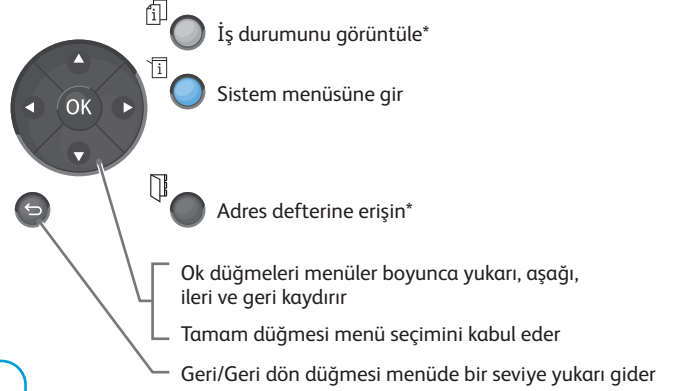 İş durumunu görüntüle*
Sistem menüsüne gir
OK
Adres defterine erişin*
Ok düğmeleri menüler boyunca yukarı, aşağı,
ileri ve geri kaydırır
Tamam düğmesi menü seçimini kabul eder
Geri/Geri dön düğmesi menüde bir seviye yukarı gider